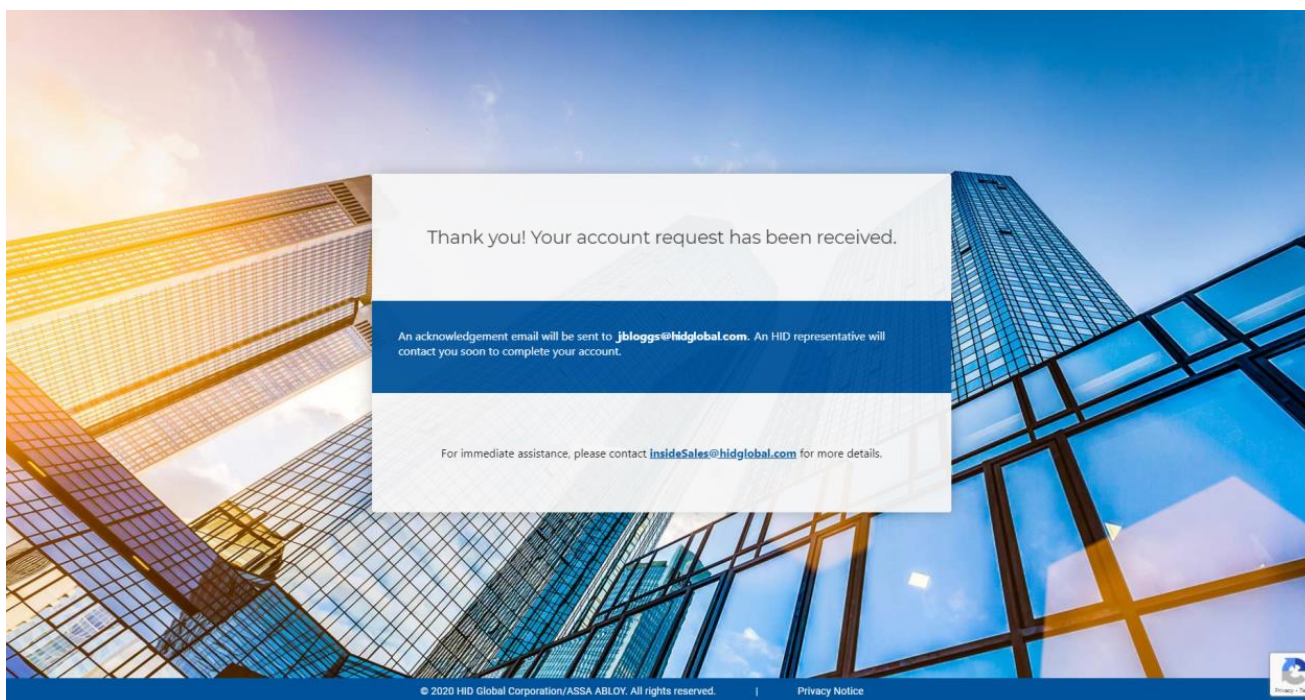 Thank you! Your account request has been received.
An acknowledgement email will be sent to jbloggs@hidglobal.com. An HID representative will
contact you soon to complete your account.
For immediate assistance, please contact insideSales@hidglobal.com for more details.
© 2020 HID Global Corporation/ASSA ABLOY. All rights reserved. | Privacy Notice
Privacy